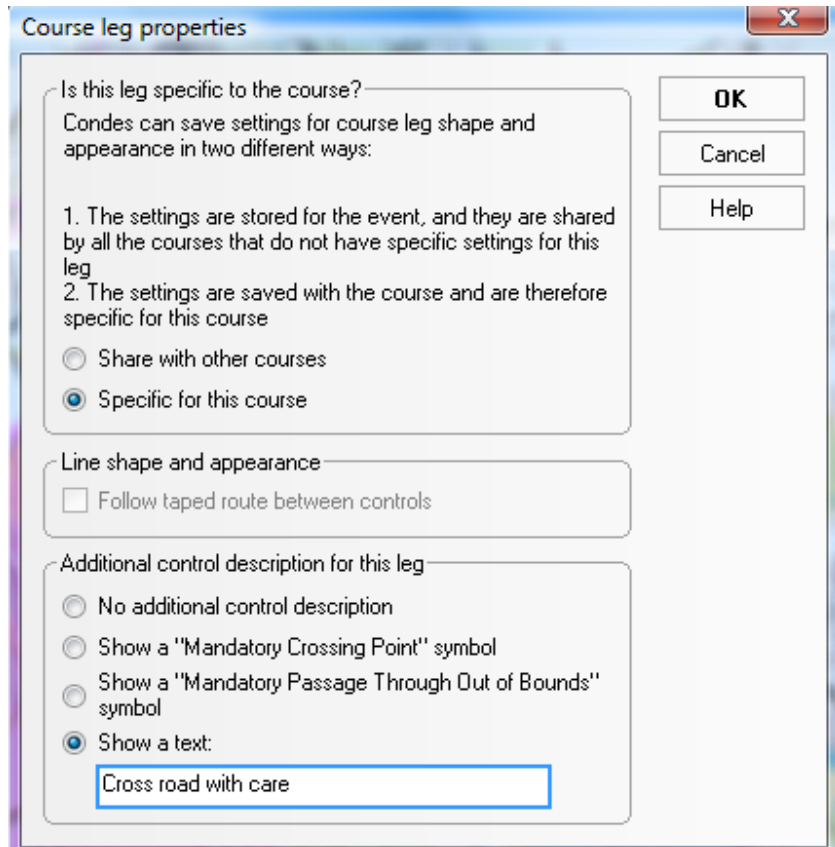 Course leg properties
X
Is this leg specific to the course?
Condes can save settings for course leg shape and
appearance in two different ways:
1. The settings are stored for the event, and they are shared
by all the courses that do not have specific settings for this
leg
2. The settings are saved with the course and are therefore
specific for this course
Share with other courses
Specific for this course
OK
Cancel
Help
Line shape and appearance
Follow taped route between controls
Additional control description for this leg
No additional control description
Show a "Mandatory Crossing Point" symbol
Show a "Mandatory Passage Through Out of Bounds"
symbol
Show a text:
Cross road with care